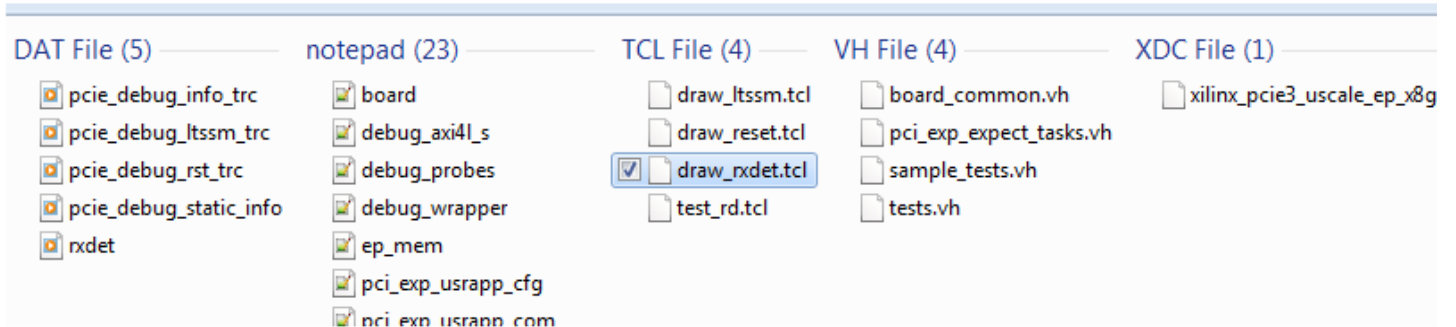 DAT File (5)
pcie_debug_info_trc
pcie_debug_ltssm_trc
pcie_debug_rst_trc
pcie_debug_static_info
rxdet
notepad (23)
board
debug_axi4l_s
debug_probes
debug_wrapper
ep_mem
pci_exp_usrapp_cfg
pci_exp_usrapp_com
TCL File (4)
draw_ltssm.tcl
draw_reset.tcl
draw_rxdet.tcl
test_rd.tcl
VH File (4)
board_common.vh
pci_exp_expect_tasks.vh
sample_tests.vh
tests.vh
XDC File (1)
xilinx_pcie3_uscale_ep_x8g